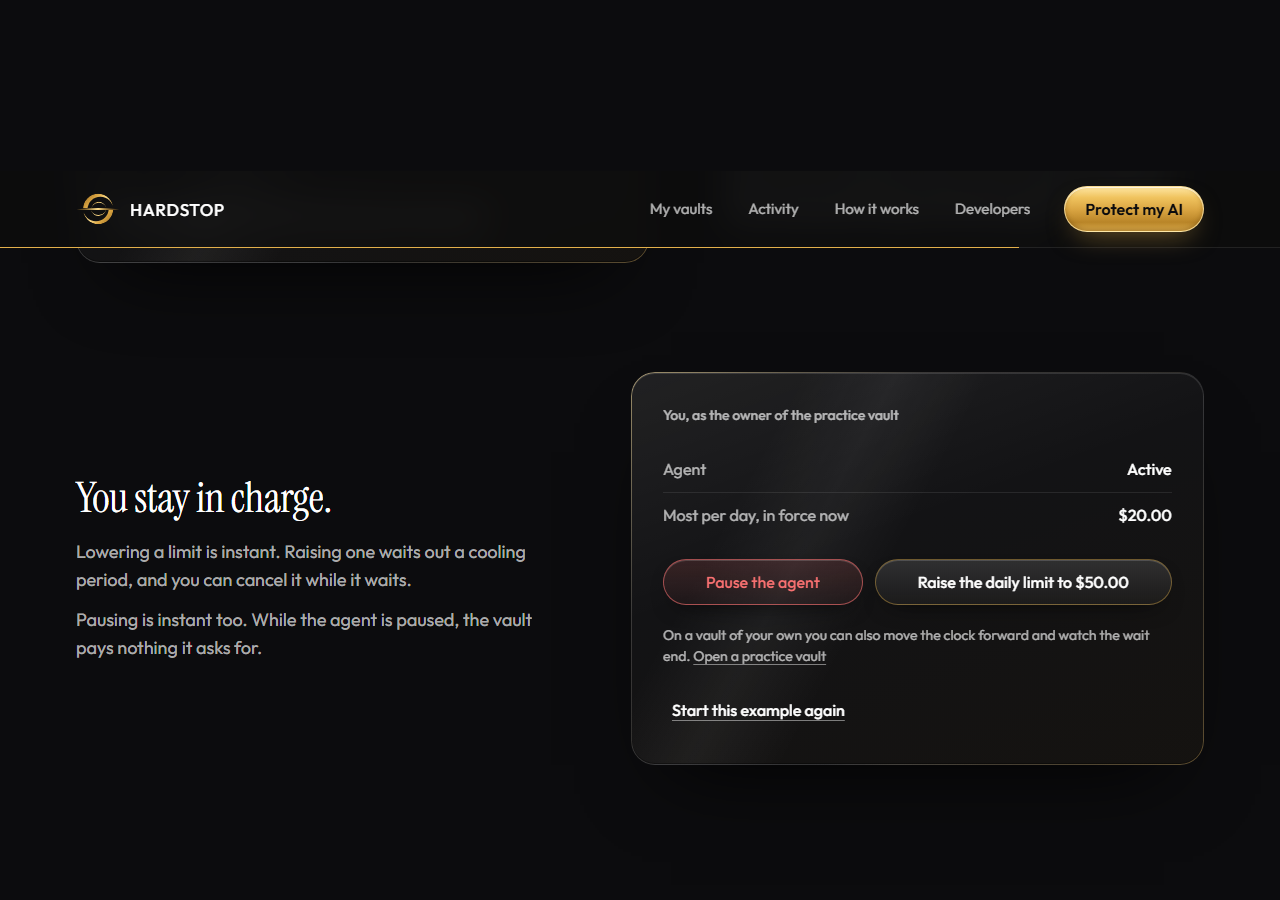 HARDSTOP
My vaults
Activity
How it works
Developers
Protect my AI
You stay in charge.
Lowering a limit is instant. Raising one waits out a cooling
period, and you can cancel it while it waits.
Pausing is instant too. While the agent is paused, the vault
pays nothing it asks for.
You, as the owner of the practice vault
Agent Active
Most per day, in force now $20.00
Pause the agent
Raise the daily limit to $50.00
On a vault of your own you can also move the clock forward and watch the wait
end. Open a practice vault
Start this example again